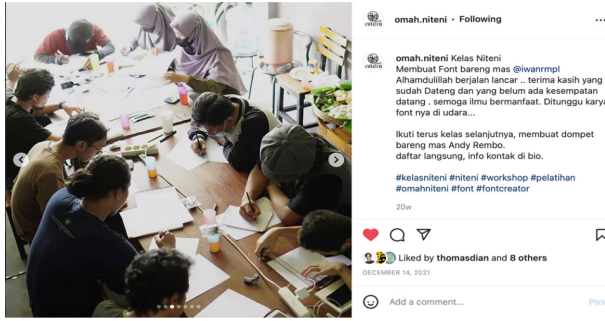 omah.niteni • Following
niteni
omah.niteni Kelas Niteni
Membuat Font bareng mas @iwanrmpl
Alhamdulillah berjalan lancar .. terima kasih yang
sudah Dateng dan yang belum ada kesempatan
datang . semoga ilmu bermanfaat. Ditunggu karya
font nya di udara...
Ikuti terus kelas selanjutnya, membuat dompet
bareng mas Andy Rembo.
daftar langsung, info kontak di bio.
#kelasniteni #niteni #workshop #pelatihan
#omahniteni #font #fontcreator
20w
Liked by thomasdian and 8 others
DECEMBER 14, 2021
Add a comment...
Pos